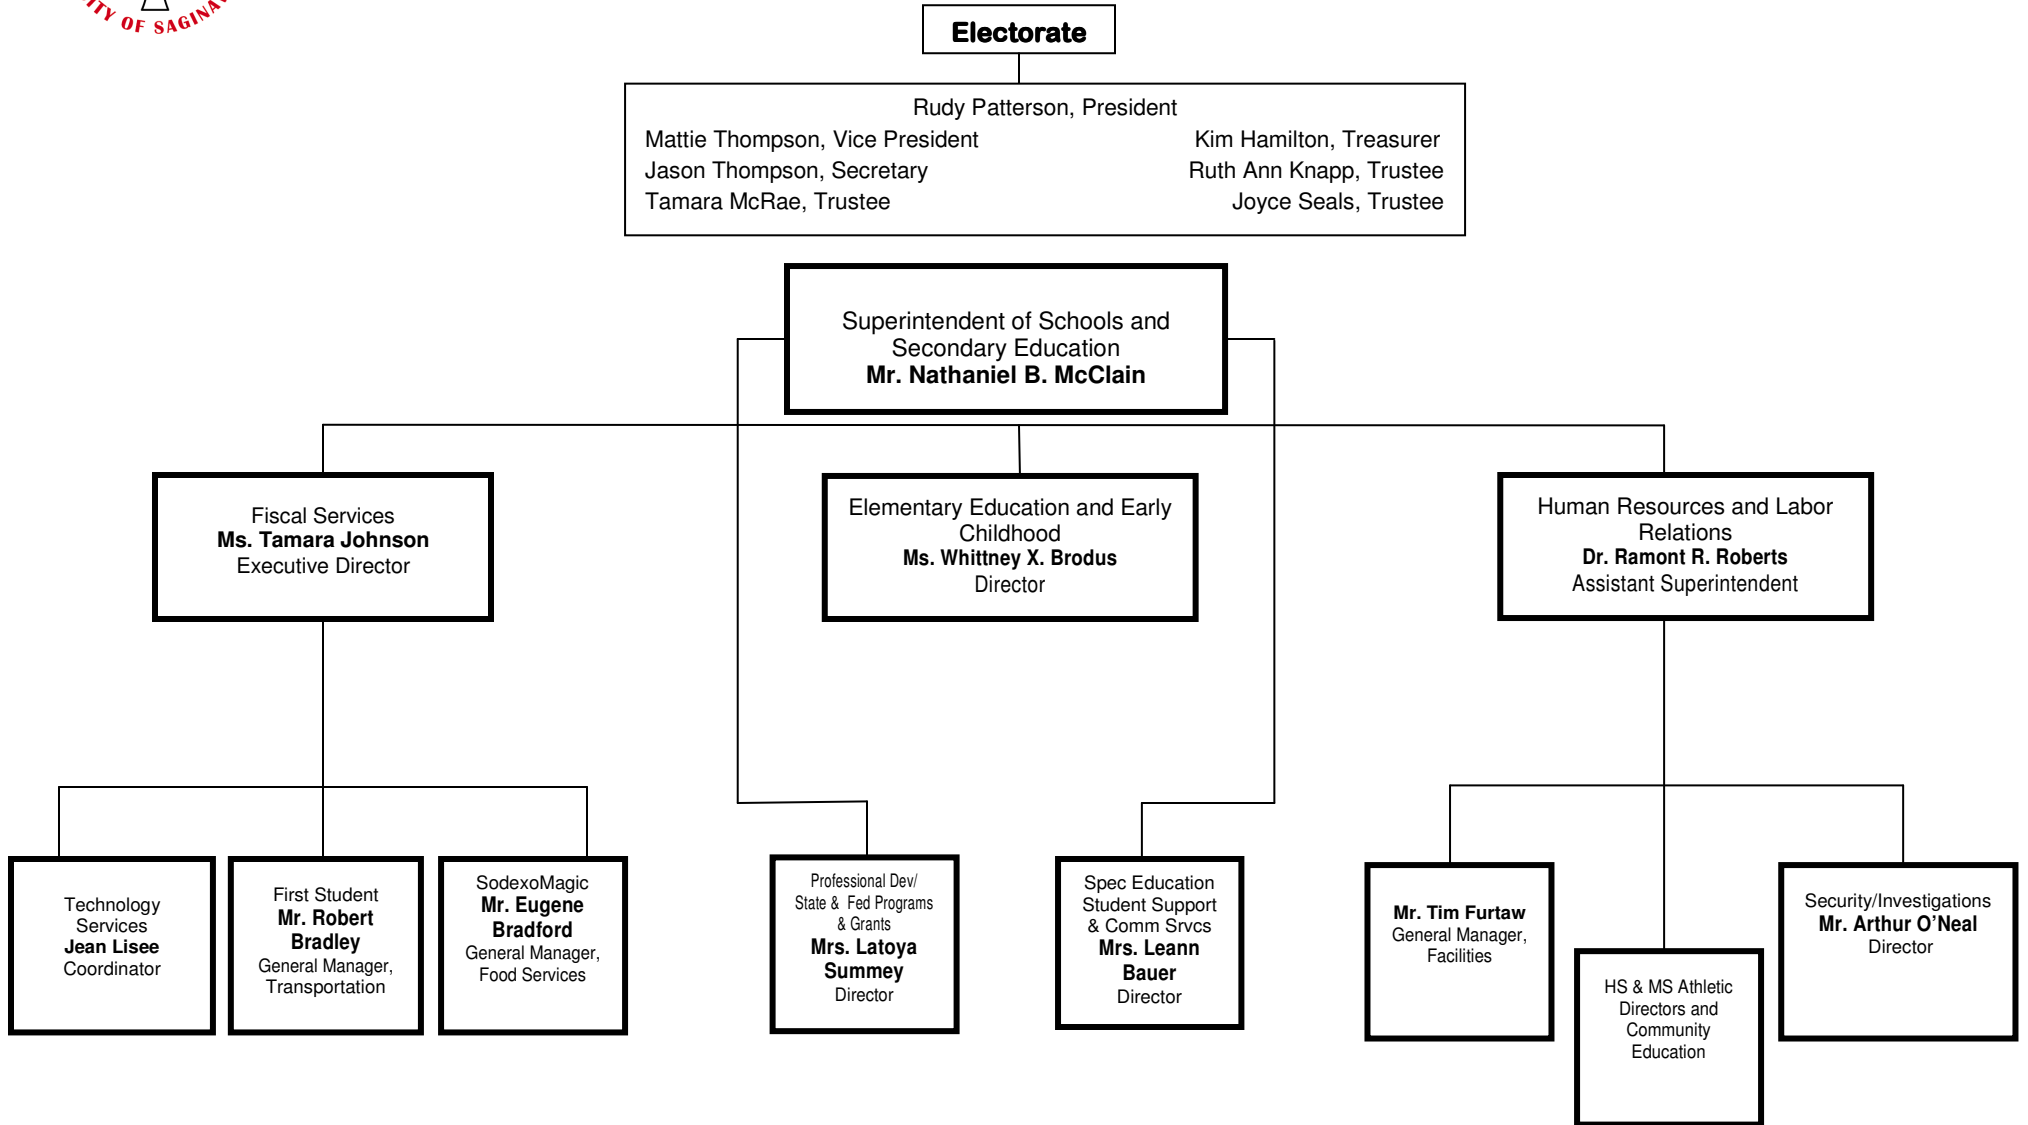 OF SAGINAW
Electorate
Rudy Patterson, President
Mattie Thompson, Vice President
Kim Hamilton, Treasurer
Jason Thompson, Secretary
Ruth Ann Knapp, Trustee
Tamara McRae, Trustee
Joyce Seals, Trustee
Superintendent of Schools and
Secondary Education
Mr. Nathaniel B. McClain
Fiscal Services
Ms. Tamara Johnson
Executive Director
Elementary Education and Early
Childhood
Ms. Whittney X. Brodus
Director
Human Resources and Labor
Relations
Dr. Ramont R. Roberts
Assistant Superintendent
Technology
Services
Jean Lisee
Coordinator
First Student
Mr. Robert
Bradley
General Manager,
Transportation
SodexoMagic
Mr. Eugene
Bradford
General Manager,
Food Services
Professional Dev/
State & Fed Programs
& Grants
Mrs. Latoya
Summey
Director
Spec Education
Student Support
& Comm Srvcs
Mrs. Leann
Bauer
Director
Mr. Tim Furtaw
General Manager,
Facilities
HS & MS Athletic
Directors and
Community
Education
Security/Investigations
Mr. Arthur O’Neal
Director